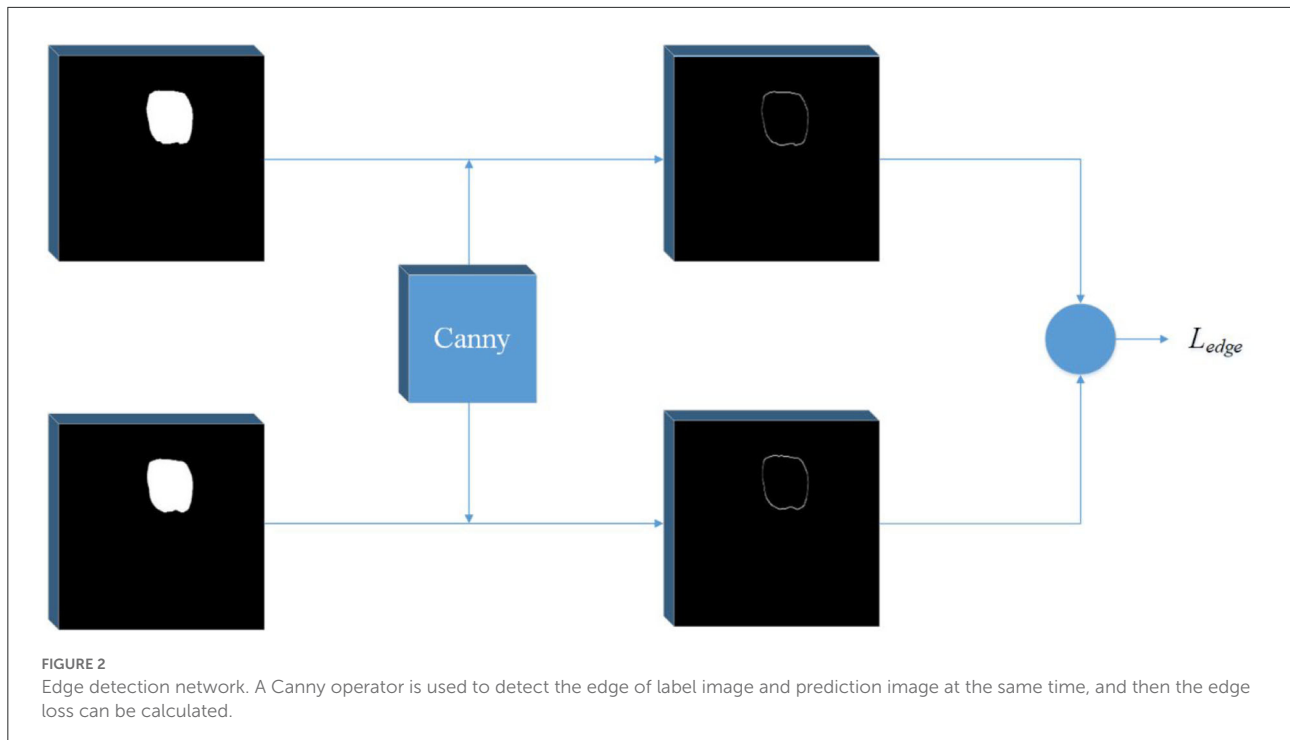 Canny
L_edge
FIGURE 2
Edge detection network. A Canny operator is used to detect the edge of label image and prediction image at the same time, and then the edge
loss can be calculated.